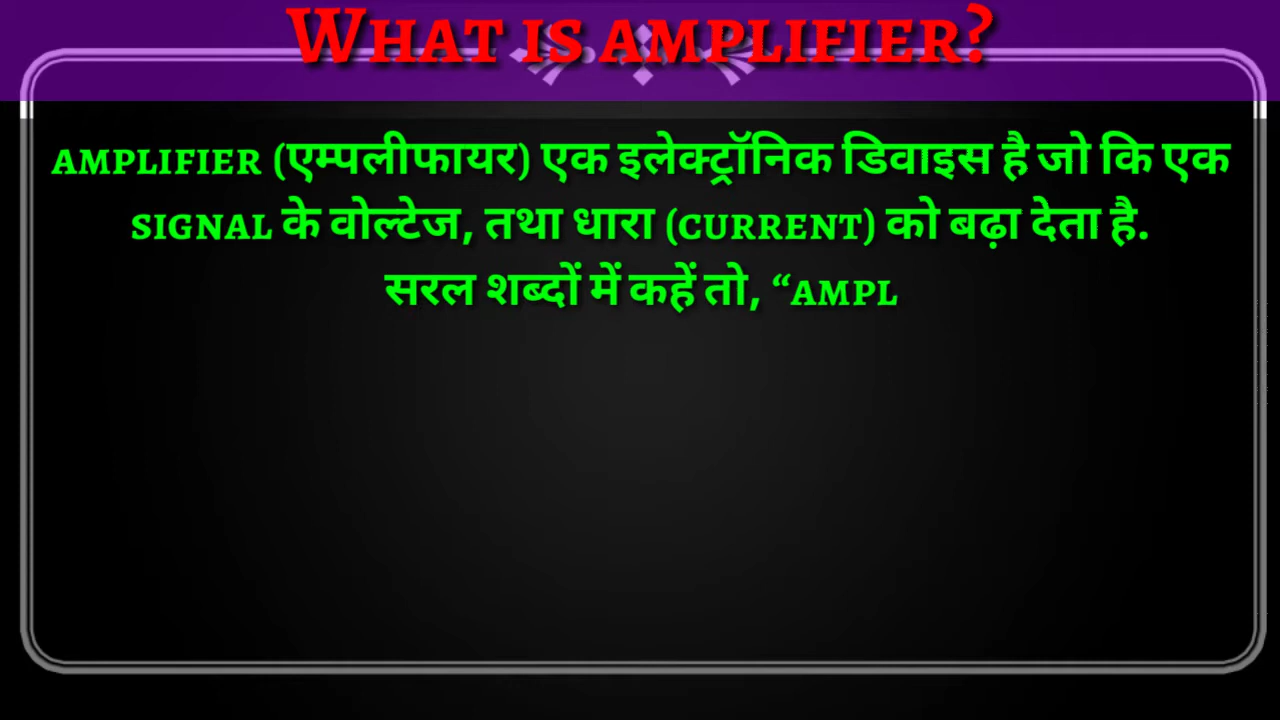 What is amplifier?
amplifier (एम्पलीफायर) एक इलेक्ट्रॉनिक डिवाइस है जो कि एक
signal के वोल्टेज, तथा धारा (current) को बढ़ा देता है.
सरल शब्दों में कहें तो, “ampl